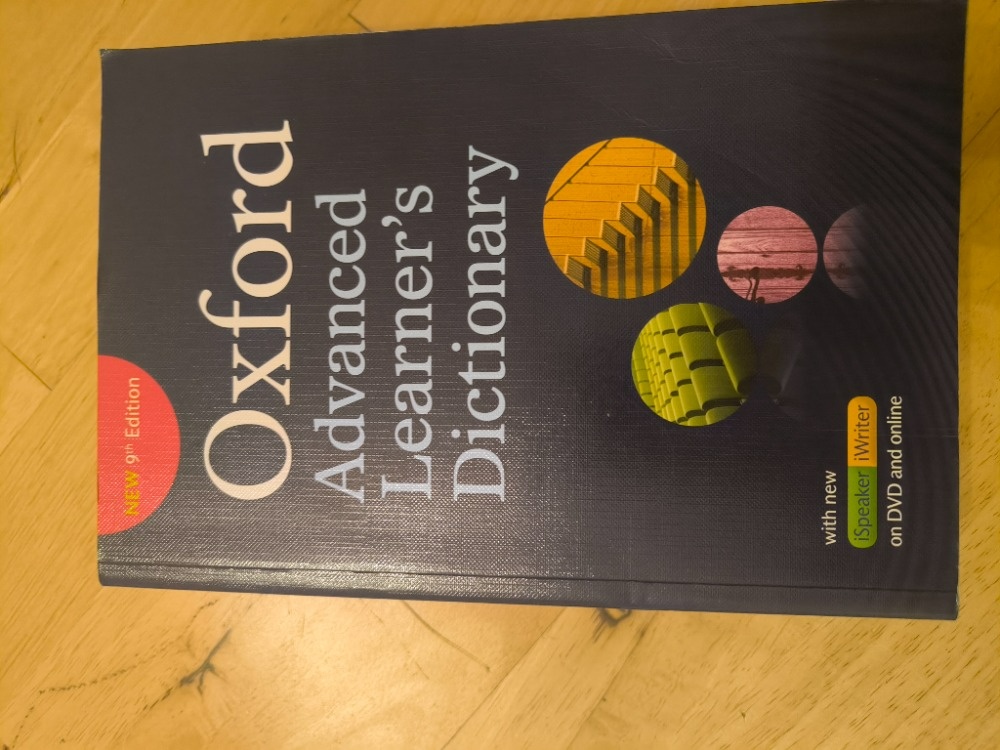 NEW 9th Edition
Oxford
Advanced
Learner's
Dictionary
with new
iSpeaker iWriter
on DVD and online